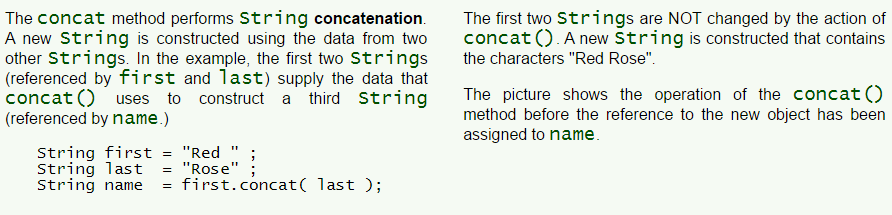 The concat method performs String concatenation.
A new String is constructed using the data from two
other Strings. In the example, the first two Strings
(referenced by first and last) supply the data that
concat() uses to construct a third String
(referenced by name.)
String first = "Red " ;
String last = "Rose" ;
String name = first.concat( last );
The first two Strings are NOT changed by the action of
concat(). A new String is constructed that contains
the characters "Red Rose".
The picture shows the operation of the concat()
method before the reference to the new object has been
assigned to name.